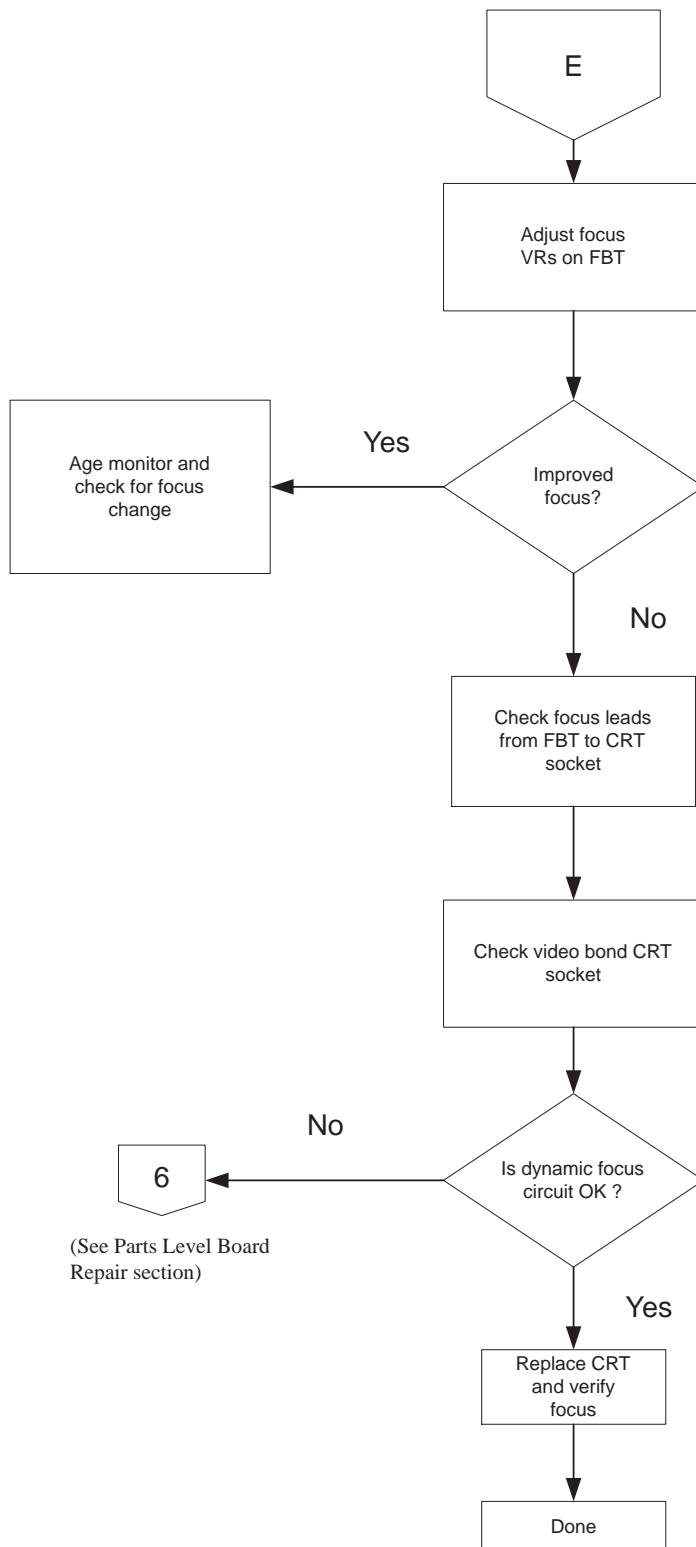 E
Adjust focus
VRs on FBT
Improved
focus?
Yes
Age monitor and
check for focus
change
No
Check focus leads
from FBT to CRT
socket
Check video bond CRT
socket
Is dynamic focus
circuit OK ?
No
6
(See Parts Level Board
Repair section)
Yes
Replace CRT
and verify
focus
Done